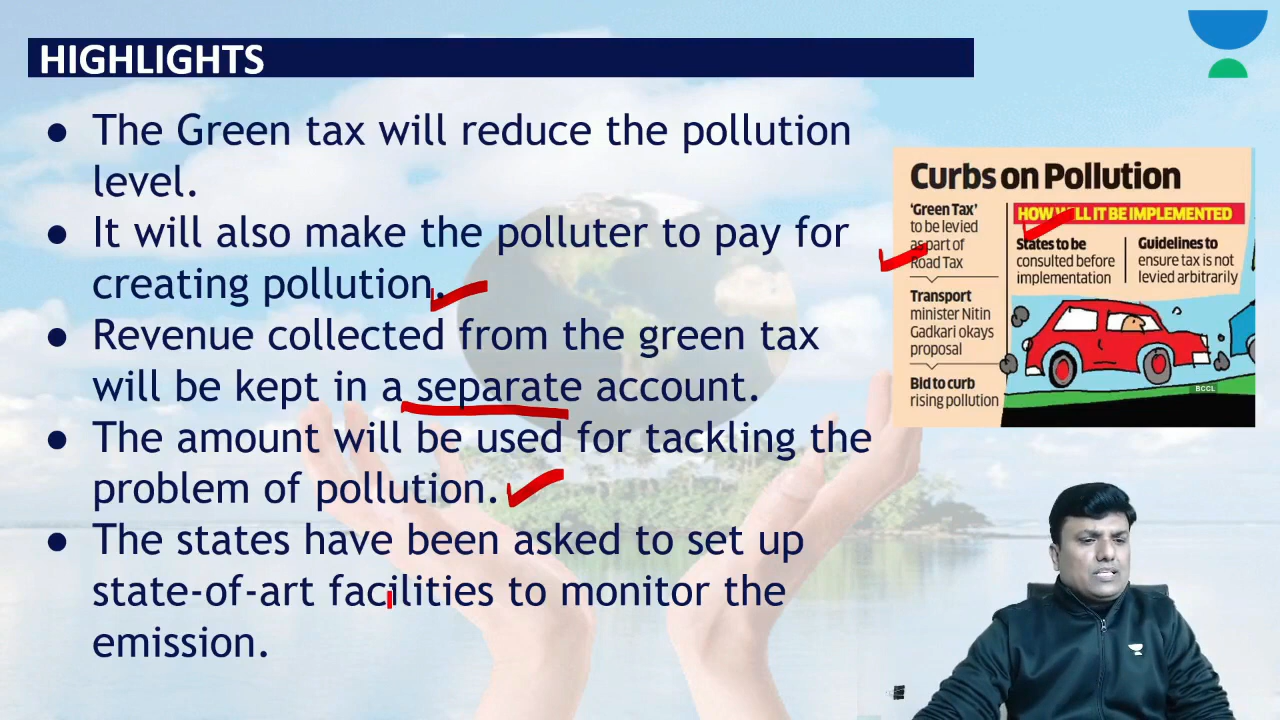 HIGHLIGHTS
● The Green tax will reduce the pollution
level.
● It will also make the polluter to pay for
creating pollution.
● Revenue collected from the green tax
will be kept in a separate account.
● The amount will be used for tackling the
problem of pollution.
● The states have been asked to set up
state-of-art facilities to monitor the
emission.
Curbs on Pollution
'Green Tax'
to be levied
as part of
Road Tax
Transport
minister Nitin
Gadkari okays
proposal
Bid to curb
rising pollution
HOW WILL IT BE IMPLEMENTED
States to be
consulted before
implementation
Guidelines to
ensure tax is not
levied arbitrarily
BCCL